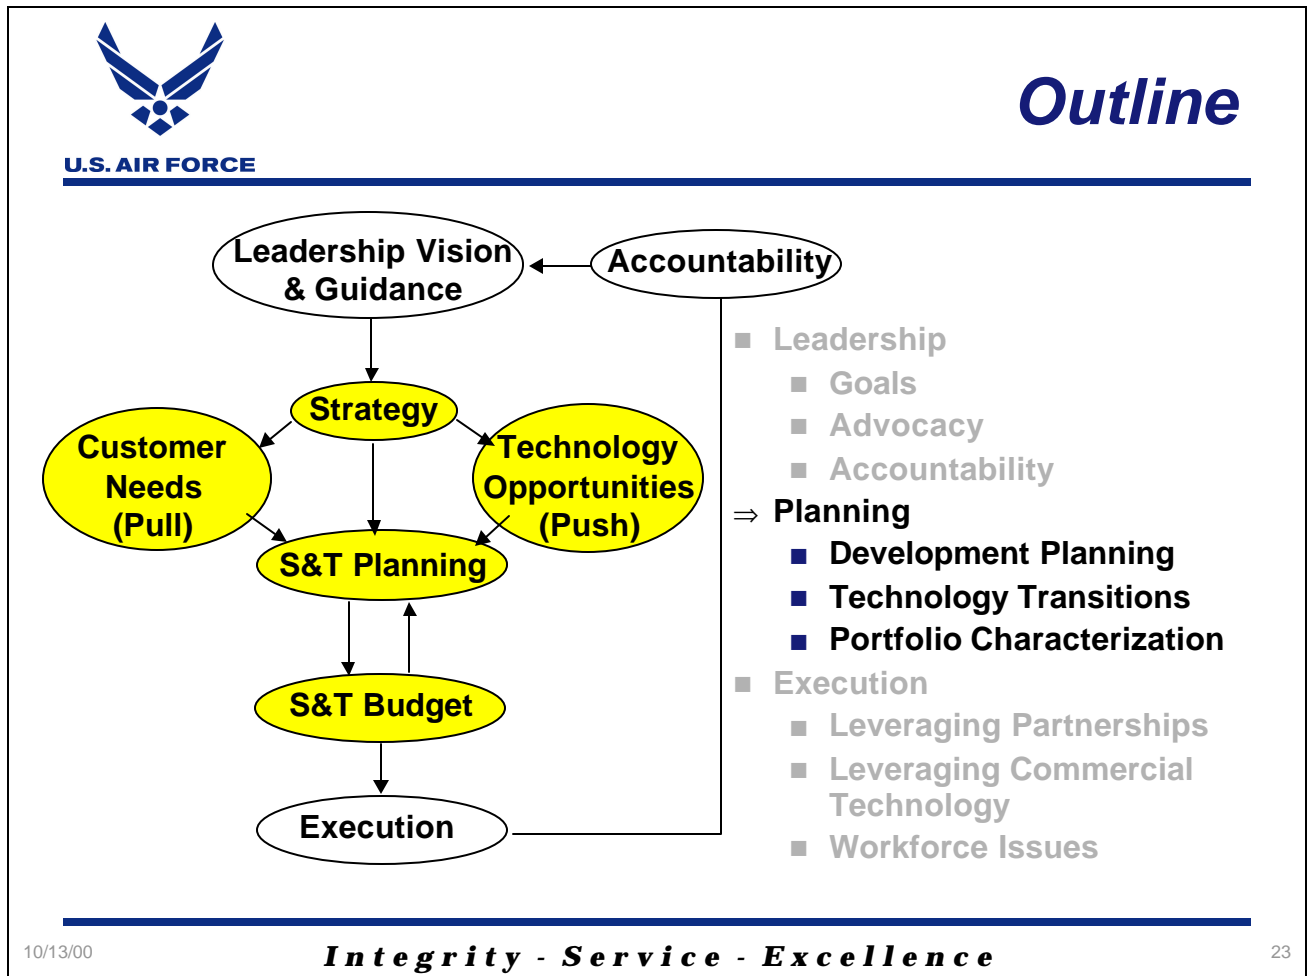 U.S. AIR FORCE
Outline
Leadership Vision
& Guidance
Accountability
Strategy
Customer
Needs
(Pull)
Technology
Opportunities
(Push)
S&T Planning
S&T Budget
Execution
■ Leadership
■ Goals
■ Advocacy
■ Accountability
⇒ Planning
■ Development Planning
■ Technology Transitions
■ Portfolio Characterization
■ Execution
■ Leveraging Partnerships
■ Leveraging Commercial
Technology
■ Workforce Issues
10/13/00
Integrity - Service - Excellence
23